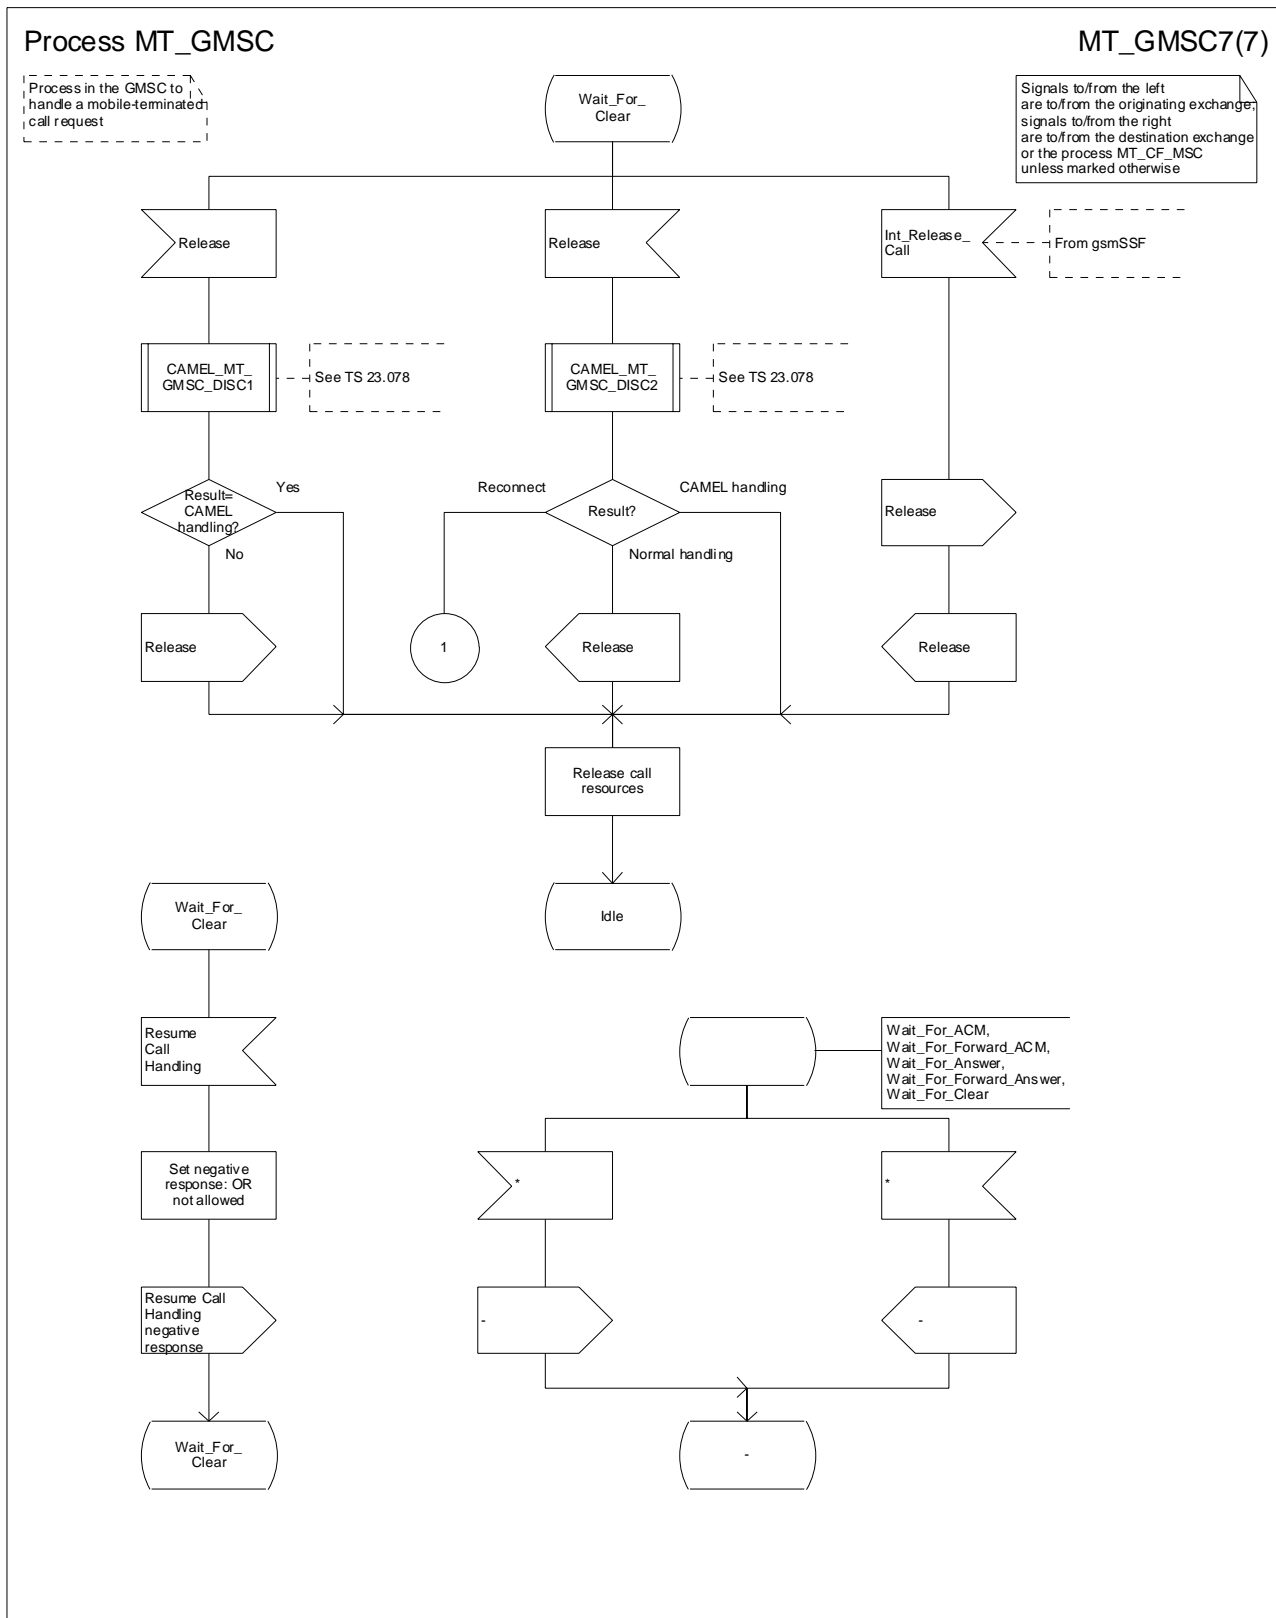 Process MT_GMSC
MT_GMSC7(7)
Process in the GMSC to
handle a mobile-terminated
call request
Wait_For_
Clear
Signals to/from the left
are to/from the originating exchange;
signals to/from the right
are to/from the destination exchange
or the process MT_CF_MSC
unless marked otherwise
Release
Release
Int_Release_
Call
From gsmSSF
CAMEL_MT_
GMSC_DISC1
See TS 23.078
CAMEL_MT_
GMSC_DISC2
See TS 23.078
Result=
CAMEL
handling?
Yes
No
Reconnect
Result?
CAMEL handling
Normal handling
Release
Release
1
Release
Release
Release call
resources
Idle
Wait_For_
Clear
Resume
Call
Handling
Set negative
response: OR
not allowed
Resume Call
Handling
negative
response
Wait_For_
Clear
Wait_For_ACM,
Wait_For_Forward_ACM,
Wait_For_Answer,
Wait_For_Forward_Answer,
Wait_For_Clear
*
*
-
-
-